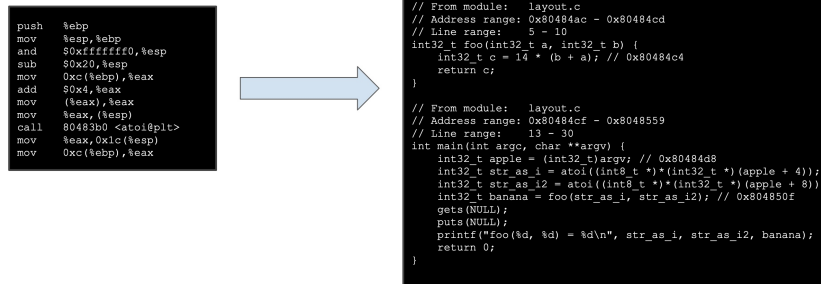 push %ebp
mov %esp,%ebp
and $0xfffffff0,%esp
sub $0x20,%esp
mov 0xc(%ebp),%eax
add $0x4,%eax
mov (%eax),%eax
mov %eax,(%esp)
call 80483b0 <atoi@plt>
mov %eax,0x1c(%esp)
mov 0xc(%ebp),%eax
// From module: layout.c
// Address range: 0x80484ac - 0x80484cd
// Line range: 5 - 10
int32_t foo(int32_t a, int32_t b) {
int32_t c = 14 * (b + a); // 0x80484c4
return c;
}
// From module: layout.c
// Address range: 0x80484cf - 0x8048559
// Line range: 13 - 30
int main(int argc, char **argv) {
int32_t apple = (int32_t)argv; // 0x80484d8
int32_t str_as_i = atoi((int8_t *)*(int32_t *)(apple + 4));
int32_t str_as_i2 = atoi((int8_t *)*(int32_t *)(apple + 8))
int32_t banana = foo(str_as_i, str_as_i2); // 0x804850f
gets(NULL);
puts(NULL);
printf("foo(%d, %d) = %d\n", str_as_i, str_as_i2, banana);
return 0;
}